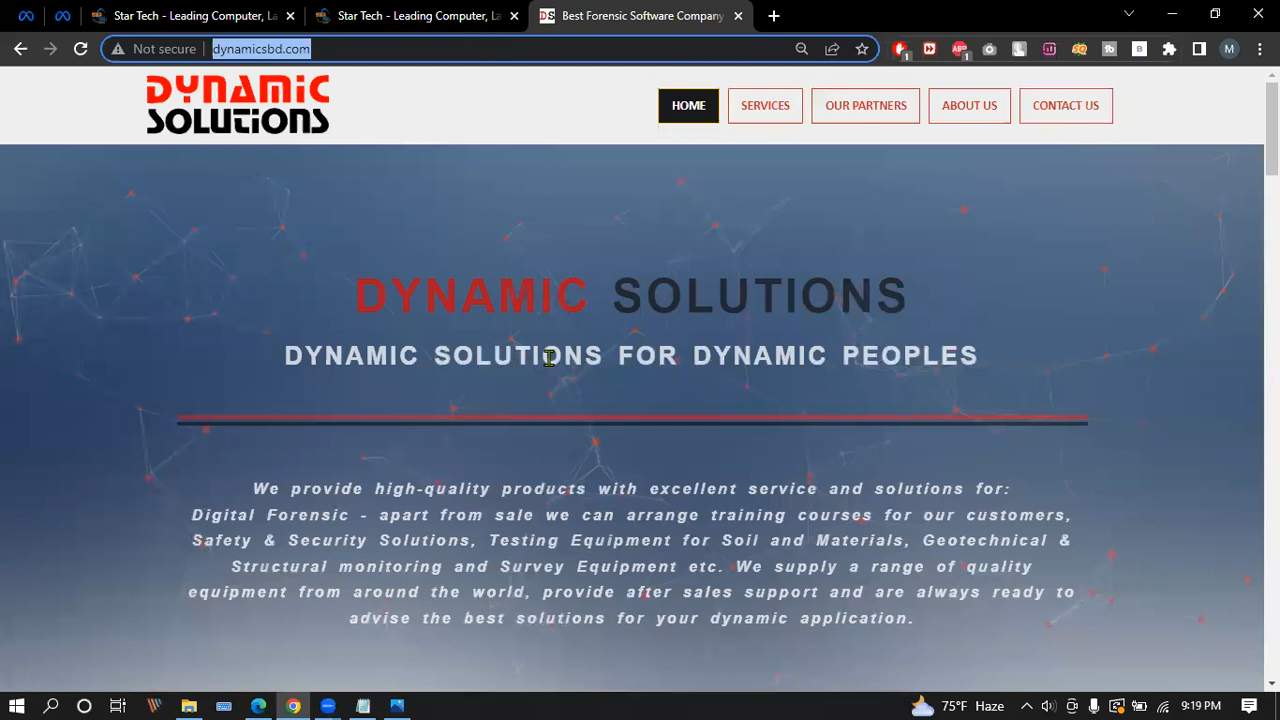 Star Tech - Leading Computer, La
Star Tech - Leading Computer, La
DS
Best Forensic Software Company
Not secure
dynamicsbd.com
1
ABD
1
fb
B
M
DYNAMIC
SOLUTIONS
HOME
SERVICES
OUR PARTNERS
ABOUT US
CONTACT US
DYNAMIC SOLUTIONS
DYNAMIC SOLUTIONS FOR DYNAMIC PEOPLES
We provide high-quality products with excellent service and solutions for:
Digital Forensic - apart from sale we can arrange training courses for our customers,
Safety & Security Solutions, Testing Equipment for Soil and Materials, Geotechnical &
Structural monitoring and Survey Equipment etc. We supply a range of quality
equipment from around the world, provide after sales support and are always ready to
advise the best solutions for your dynamic application.
75°F Haze
9:19 PM